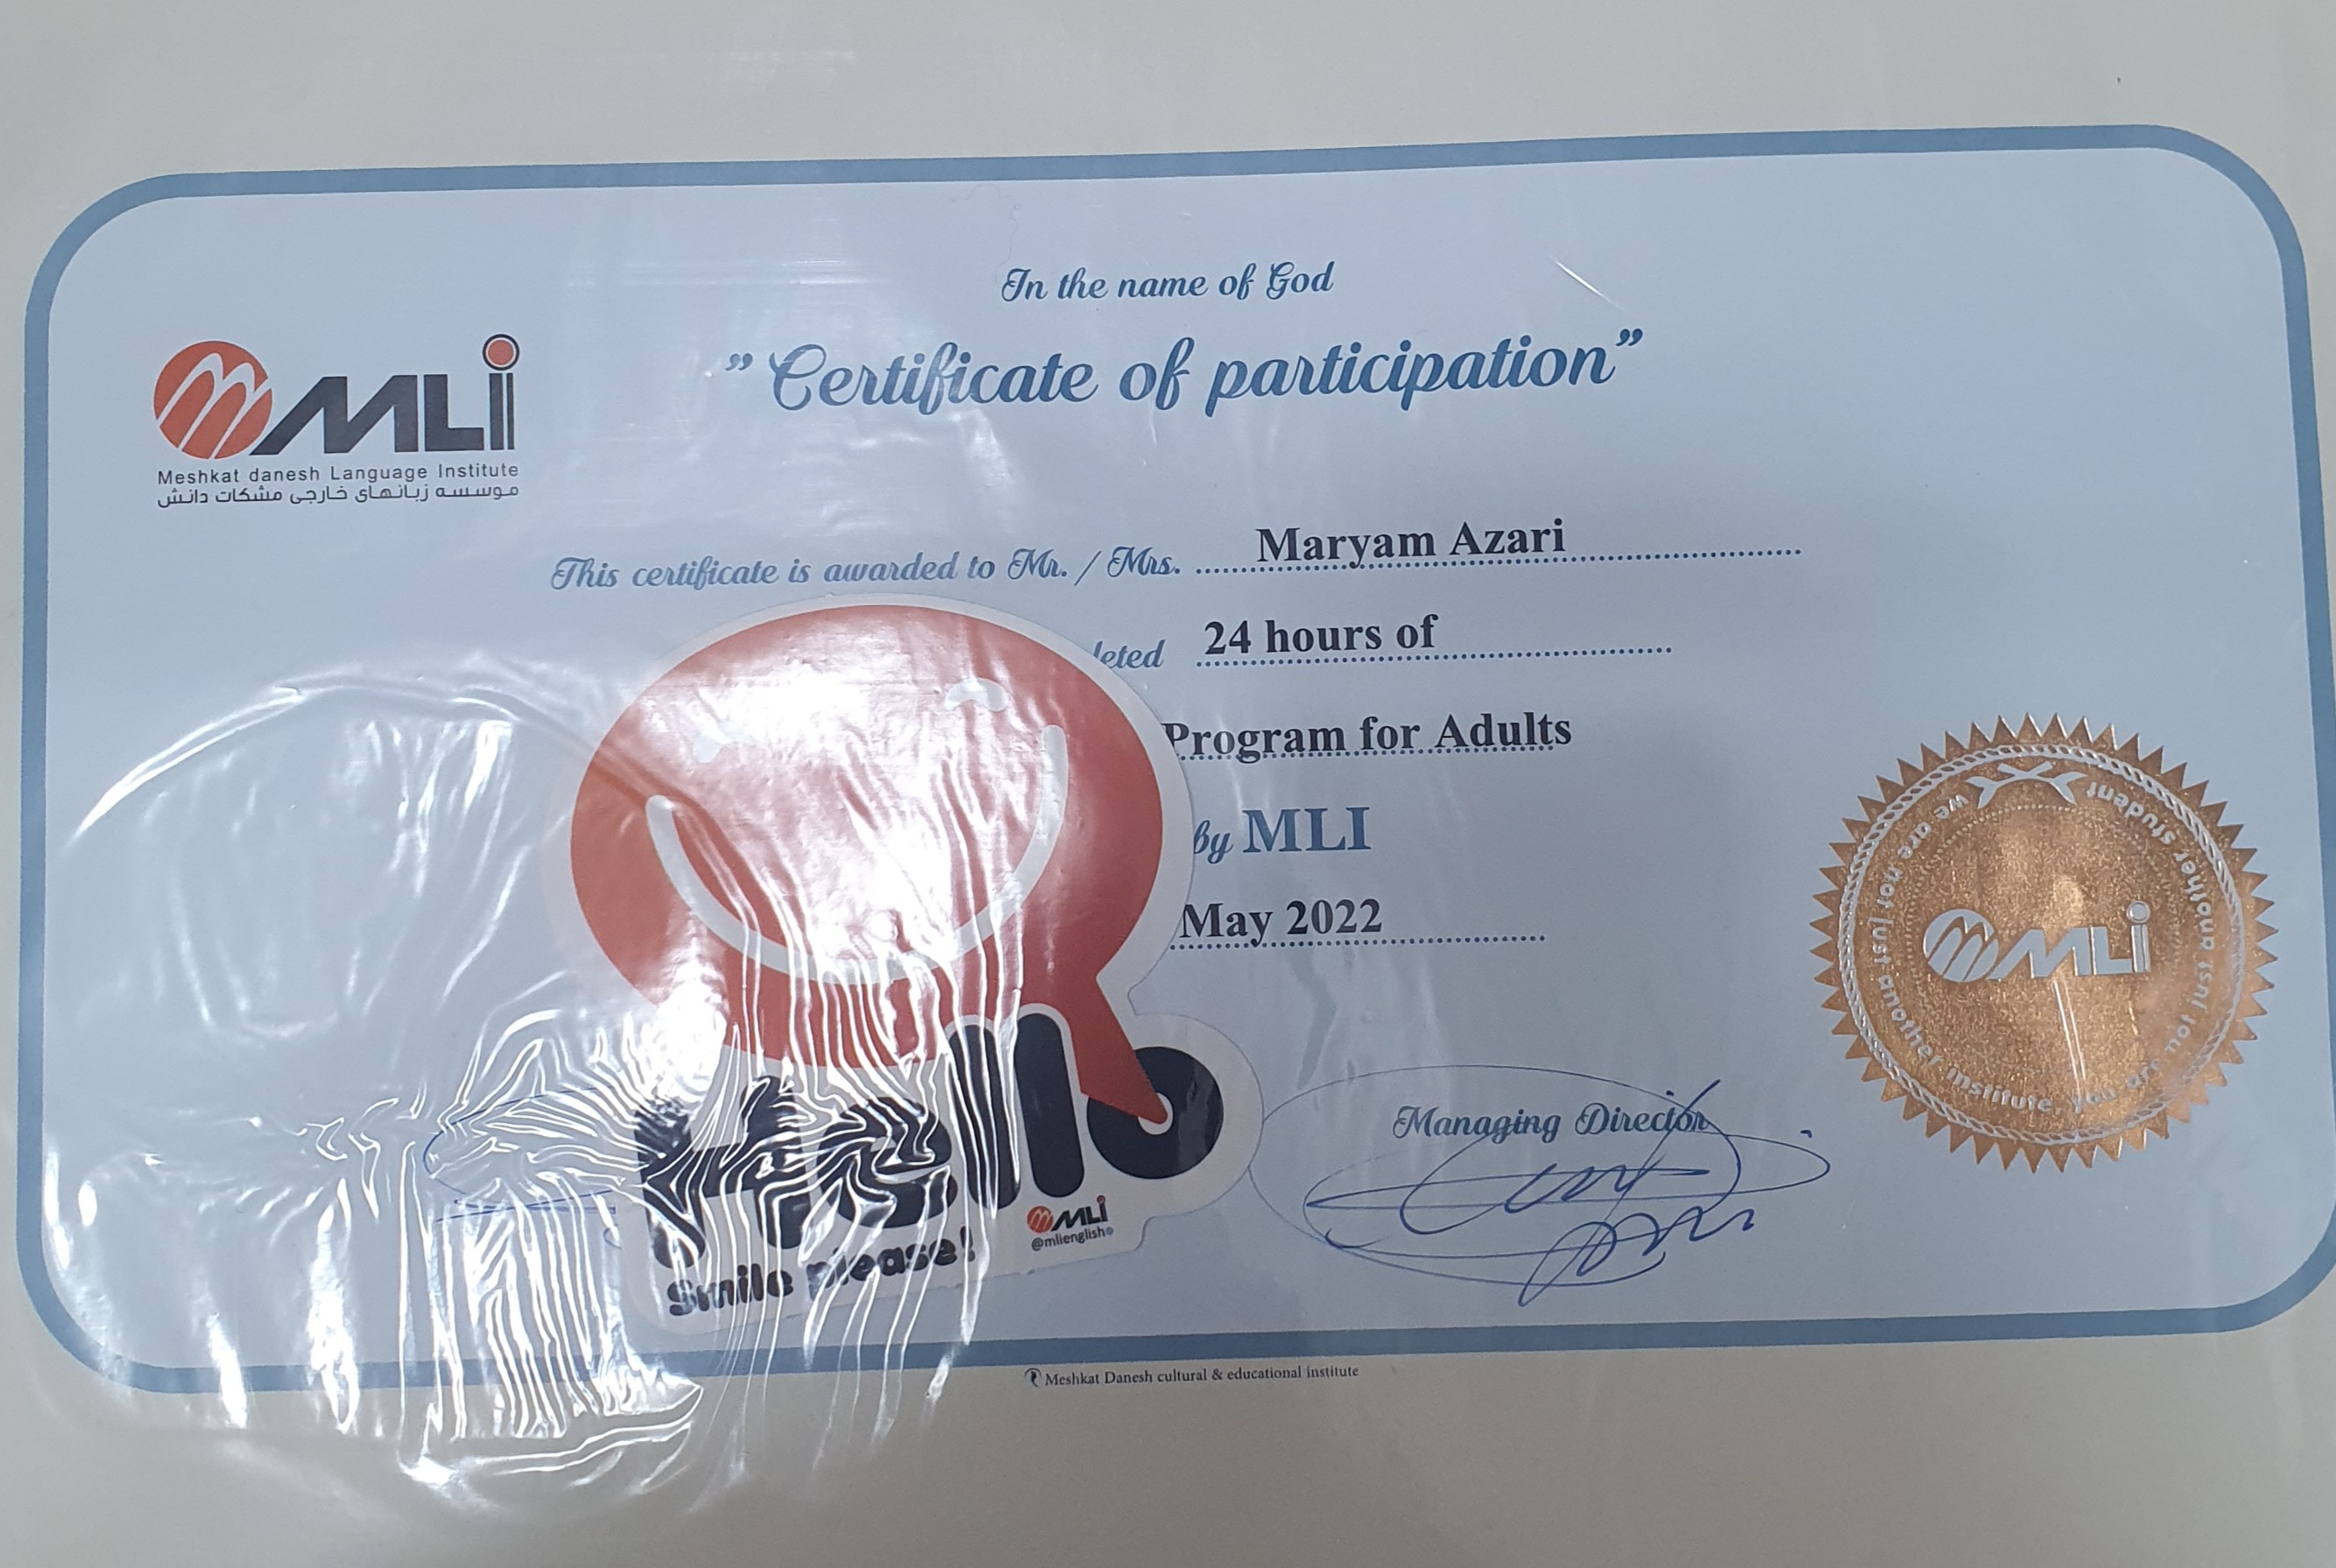 In the name of God
"Certificate of participation"
MLI
Meshkat danesh Language Institute
موسسه زبانهای خارجی مشکات دانش
This certificate is awarded to Mr. / Mrs. Maryam Azari
24 hours of
Program for Adults
by MLI
May 2022
we are not just another institute, you are not just another student
MLI
Managing Director
Hello
Smile please!
MLI
@mlienglish
Meshkat Danesh cultural & educational institute